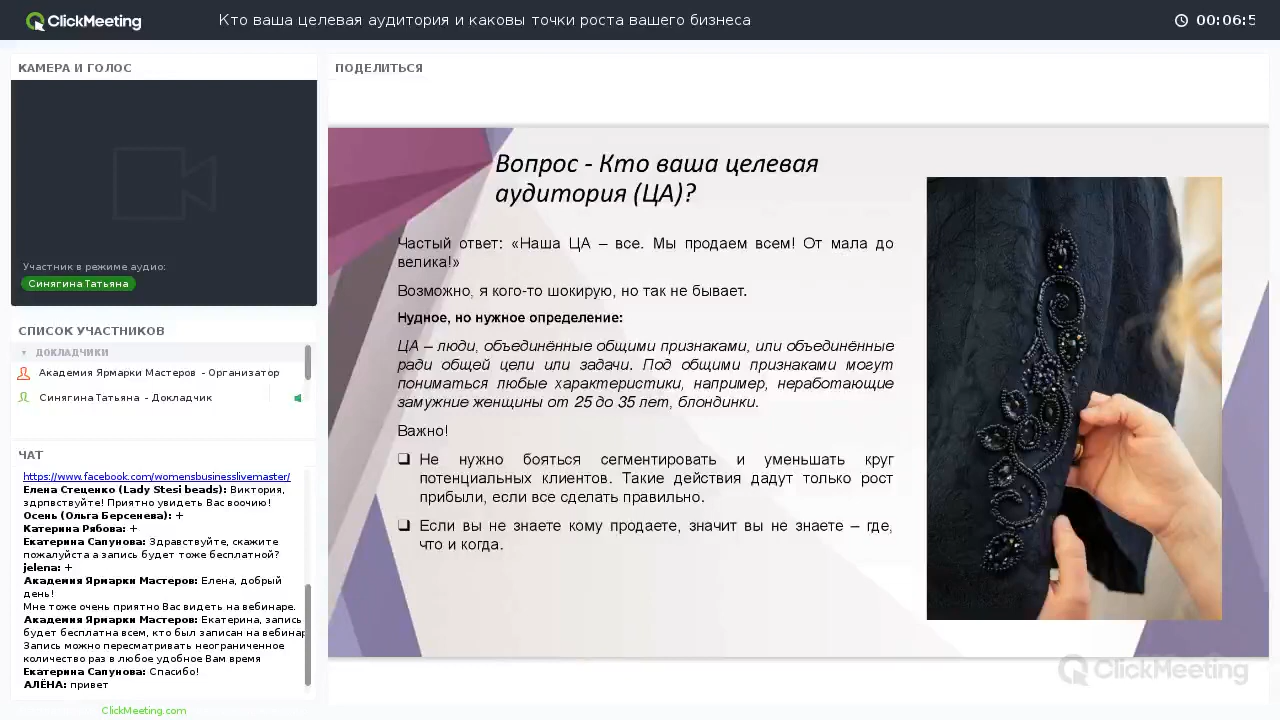 ClickMeeting
Кто ваша целевая аудитория и каковы точки роста вашего бизнеса
00:06:5
КАМЕРА И ГОЛОС
Участник в режиме аудио:
Синягина Татьяна
СПИСОК УЧАСТНИКОВ
ДОКЛАДЧИКИ
Академия Ярмарки Мастеров - Организатор
Синягина Татьяна - Докладчик
ЧАТ
https://www.facebook.com/womensbusinesslivemaster/
Елена Стеценко (Lady Stesi beads): Виктория,
здрпвствуйте! Приятно увидеть Вас воочию!
Осень (Ольга Берсенева): +
Катерина Рябова: +
Екатерина Сапунова: Здравствуйте, скажите
пожалуйста а запись будет тоже бесплатной?
jelena: +
Академия Ярмарки Мастеров: Елена, добрый
день!
Мне тоже очень приятно Вас видеть на вебинаре.
Академия Ярмарки Мастеров: Екатерина, запись
будет бесплатна всем, кто был записан на вебинар
Запись можно пересматривать неограниченное
количество раз в любое удобное Вам время
Екатерина Сапунова: Спасибо!
АЛЁНА: привет
ClickMeeting.com
ПОДЕЛИТЬСЯ
Вопрос - Кто ваша целевая
аудитория (ЦА)?
Частый ответ: «Наша ЦА – все. Мы продаем всем! От мала до
велика!»
Возможно, я кого-то шокирую, но так не бывает.
Нудное, но нужное определение:
ЦА – люди, объединённые общими признаками, или объединённые
ради общей цели или задачи. Под общими признаками могут
пониматься любые характеристики, например, неработающие
замужние женщины от 25 до 35 лет, блондинки.
Важно!
❑ Не нужно бояться сегментировать и уменьшать круг
потенциальных клиентов. Такие действия дадут только рост
прибыли, если все сделать правильно.
❑ Если вы не знаете кому продаете, значит вы не знаете – где,
что и когда.
ClickMeeting